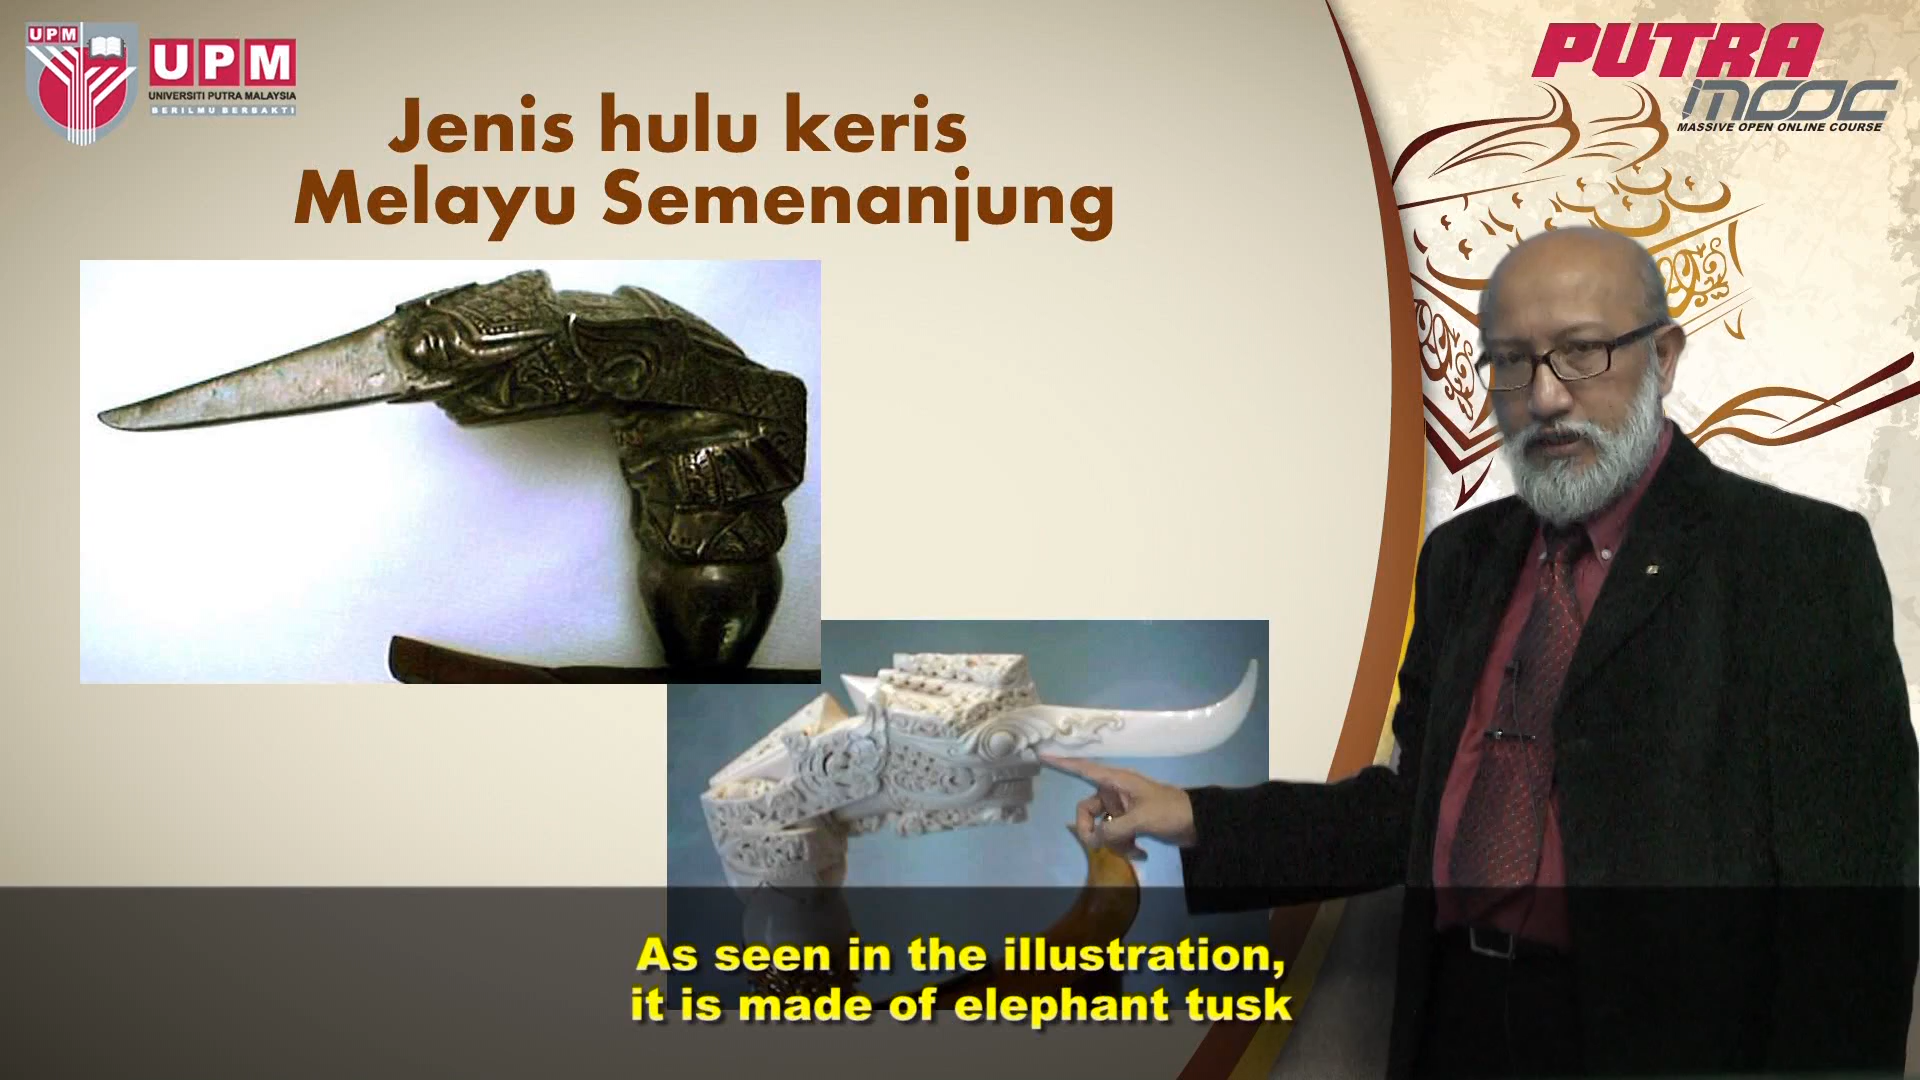 UPM
UPM
UNIVERSITI PUTRA MALAYSIA
BERILMU BERBAKTI
PUTRA
mooc
MASSIVE OPEN ONLINE COURSE
Jenis hulu keris
Melayu Semenanjung
As seen in the illustration,
it is made of elephant tusk